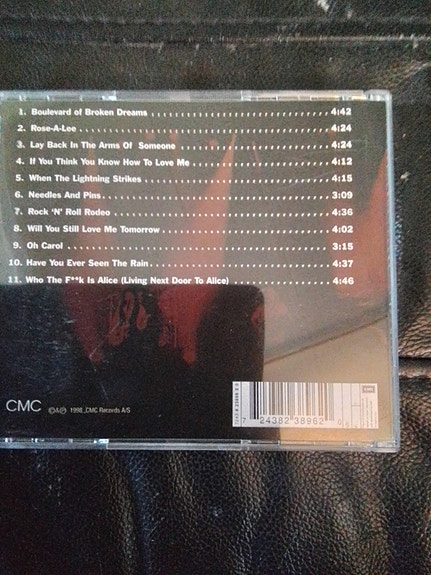 1. Boulevard of Broken Dreams 4:42
2. Rose-A-Lee 4:24
3. Lay Back In The Arms Of Someone 4:24
4. If You Think You Know How To Love Me 4:12
5. When The Lightning Strikes 4:15
6. Needles And Pins 3:09
7. Rock 'N' Roll Rodeo 4:36
8. Will You Still Love Me Tomorrow 4:02
9. Oh Carol 3:15
10. Have You Ever Seen The Rain 4:37
11. Who The F**k Is Alice (Living Next Door To Alice) 4:46
CMC ©&℗ 1998, CMC Records A/S
EMI
7 24382 38962